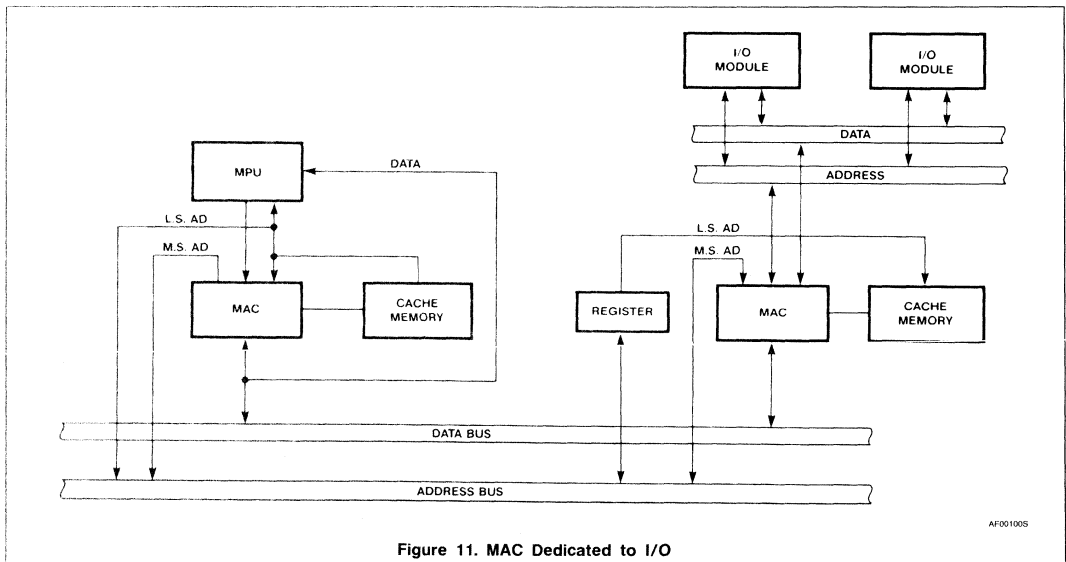 I/O
MODULE
I/O
MODULE
DATA
ADDRESS
MPU
DATA
L.S. AD
M.S. AD
MAC
CACHE
MEMORY
L.S. AD
M.S. AD
REGISTER
MAC
CACHE
MEMORY
DATA BUS
ADDRESS BUS
AF00100S
Figure 11. MAC Dedicated to I/O